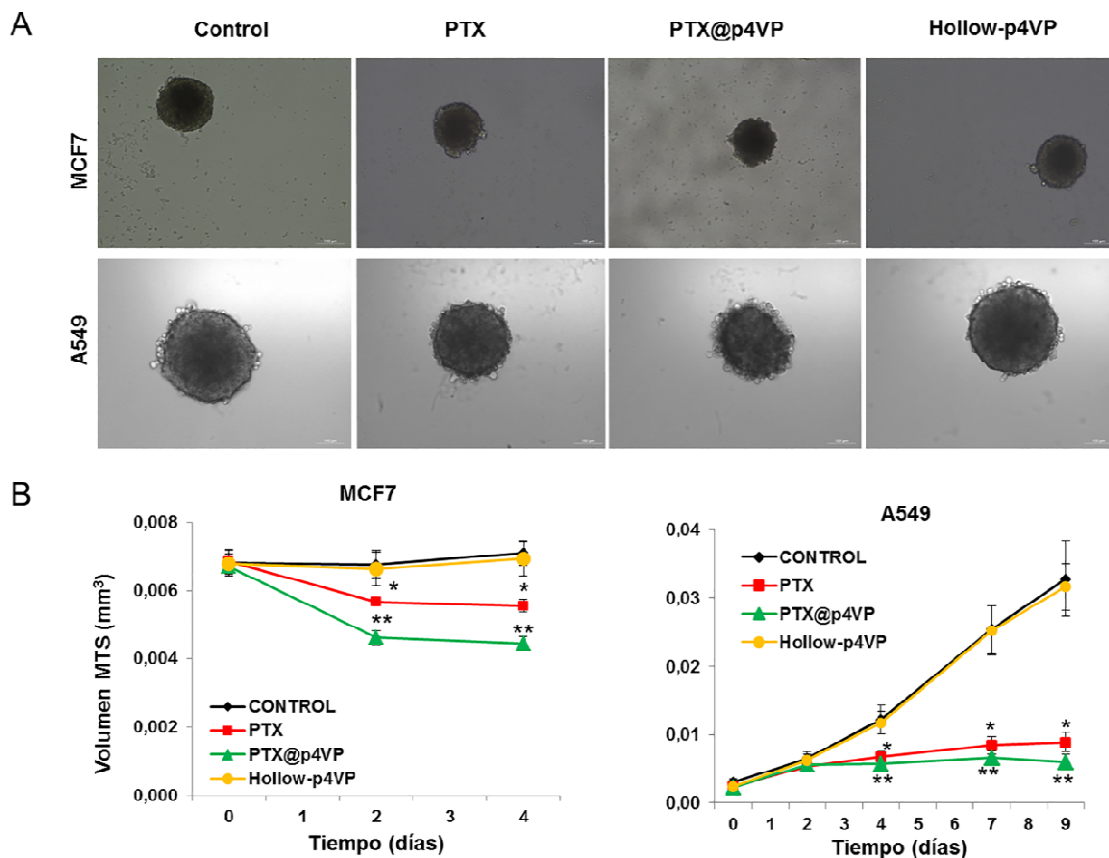 A
Control PTX PTX@p4VP Hollow-p4VP
MCF7
A549
B
MCF7
Volumen MTS (mm³)
0,008
0,006
0,004
0,002
0,000
* *
** **
CONTROL
PTX
PTX@p4VP
Hollow-p4VP
0 1 2 3 4
Tiempo (días)
A549
0,04
0,03
0,02
0,01
0,00
CONTROL
PTX
PTX@p4VP
Hollow-p4VP
* * *
** ** **
0 1 2 3 4 5 6 7 8 9
Tiempo (días)